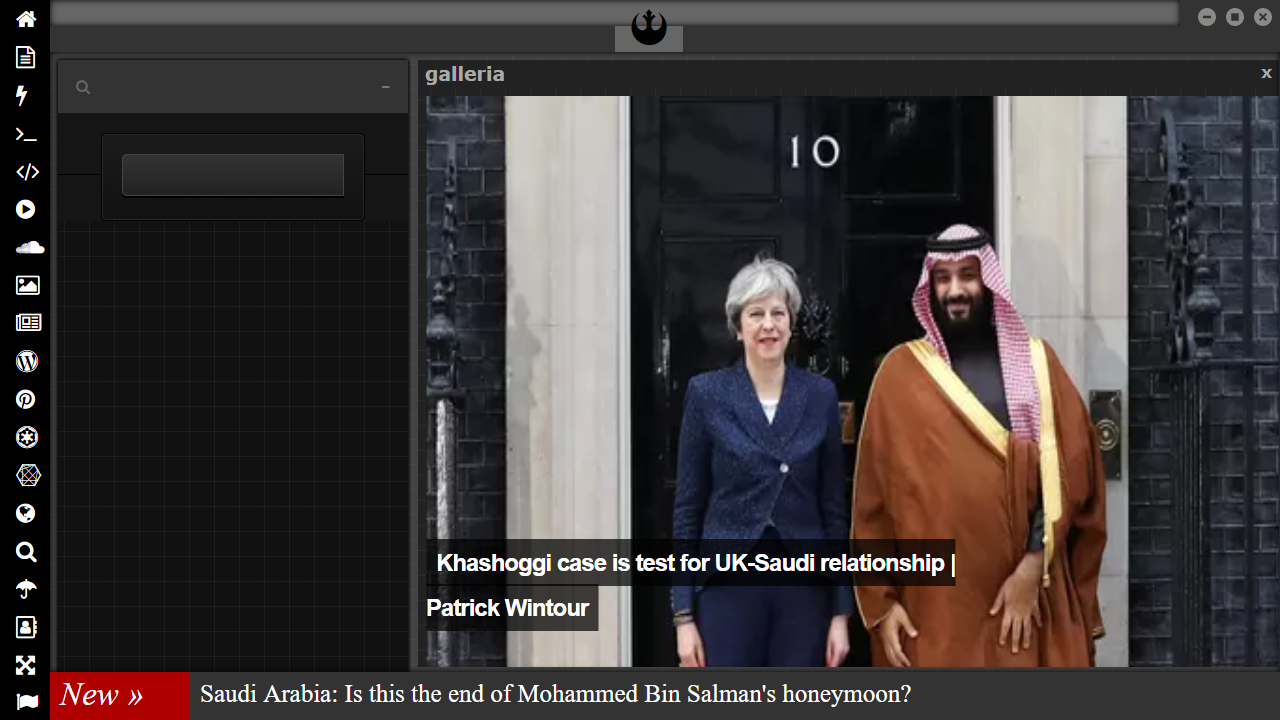 galleria
x
10
Khashoggi case is test for UK-Saudi relationship |
Patrick Wintour
New » Saudi Arabia: Is this the end of Mohammed Bin Salman's honeymoon?